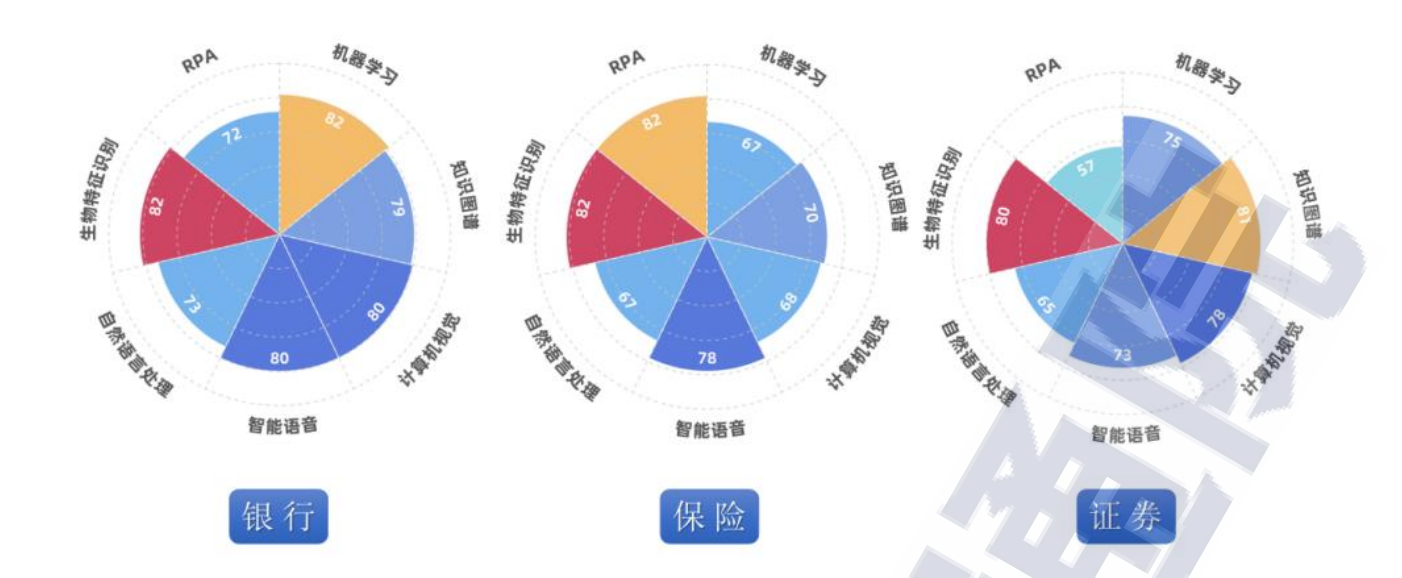 RPA
机器学习
知识图谱
计算机视觉
智能语音
自然语言处理
生物特征识别
72
82
79
80
80
73
82
银行
RPA
机器学习
知识图谱
计算机视觉
智能语音
自然语言处理
生物特征识别
82
67
70
68
78
67
82
保险
RPA
机器学习
知识图谱
计算机视觉
智能语音
自然语言处理
生物特征识别
57
75
81
78
73
65
80
证券